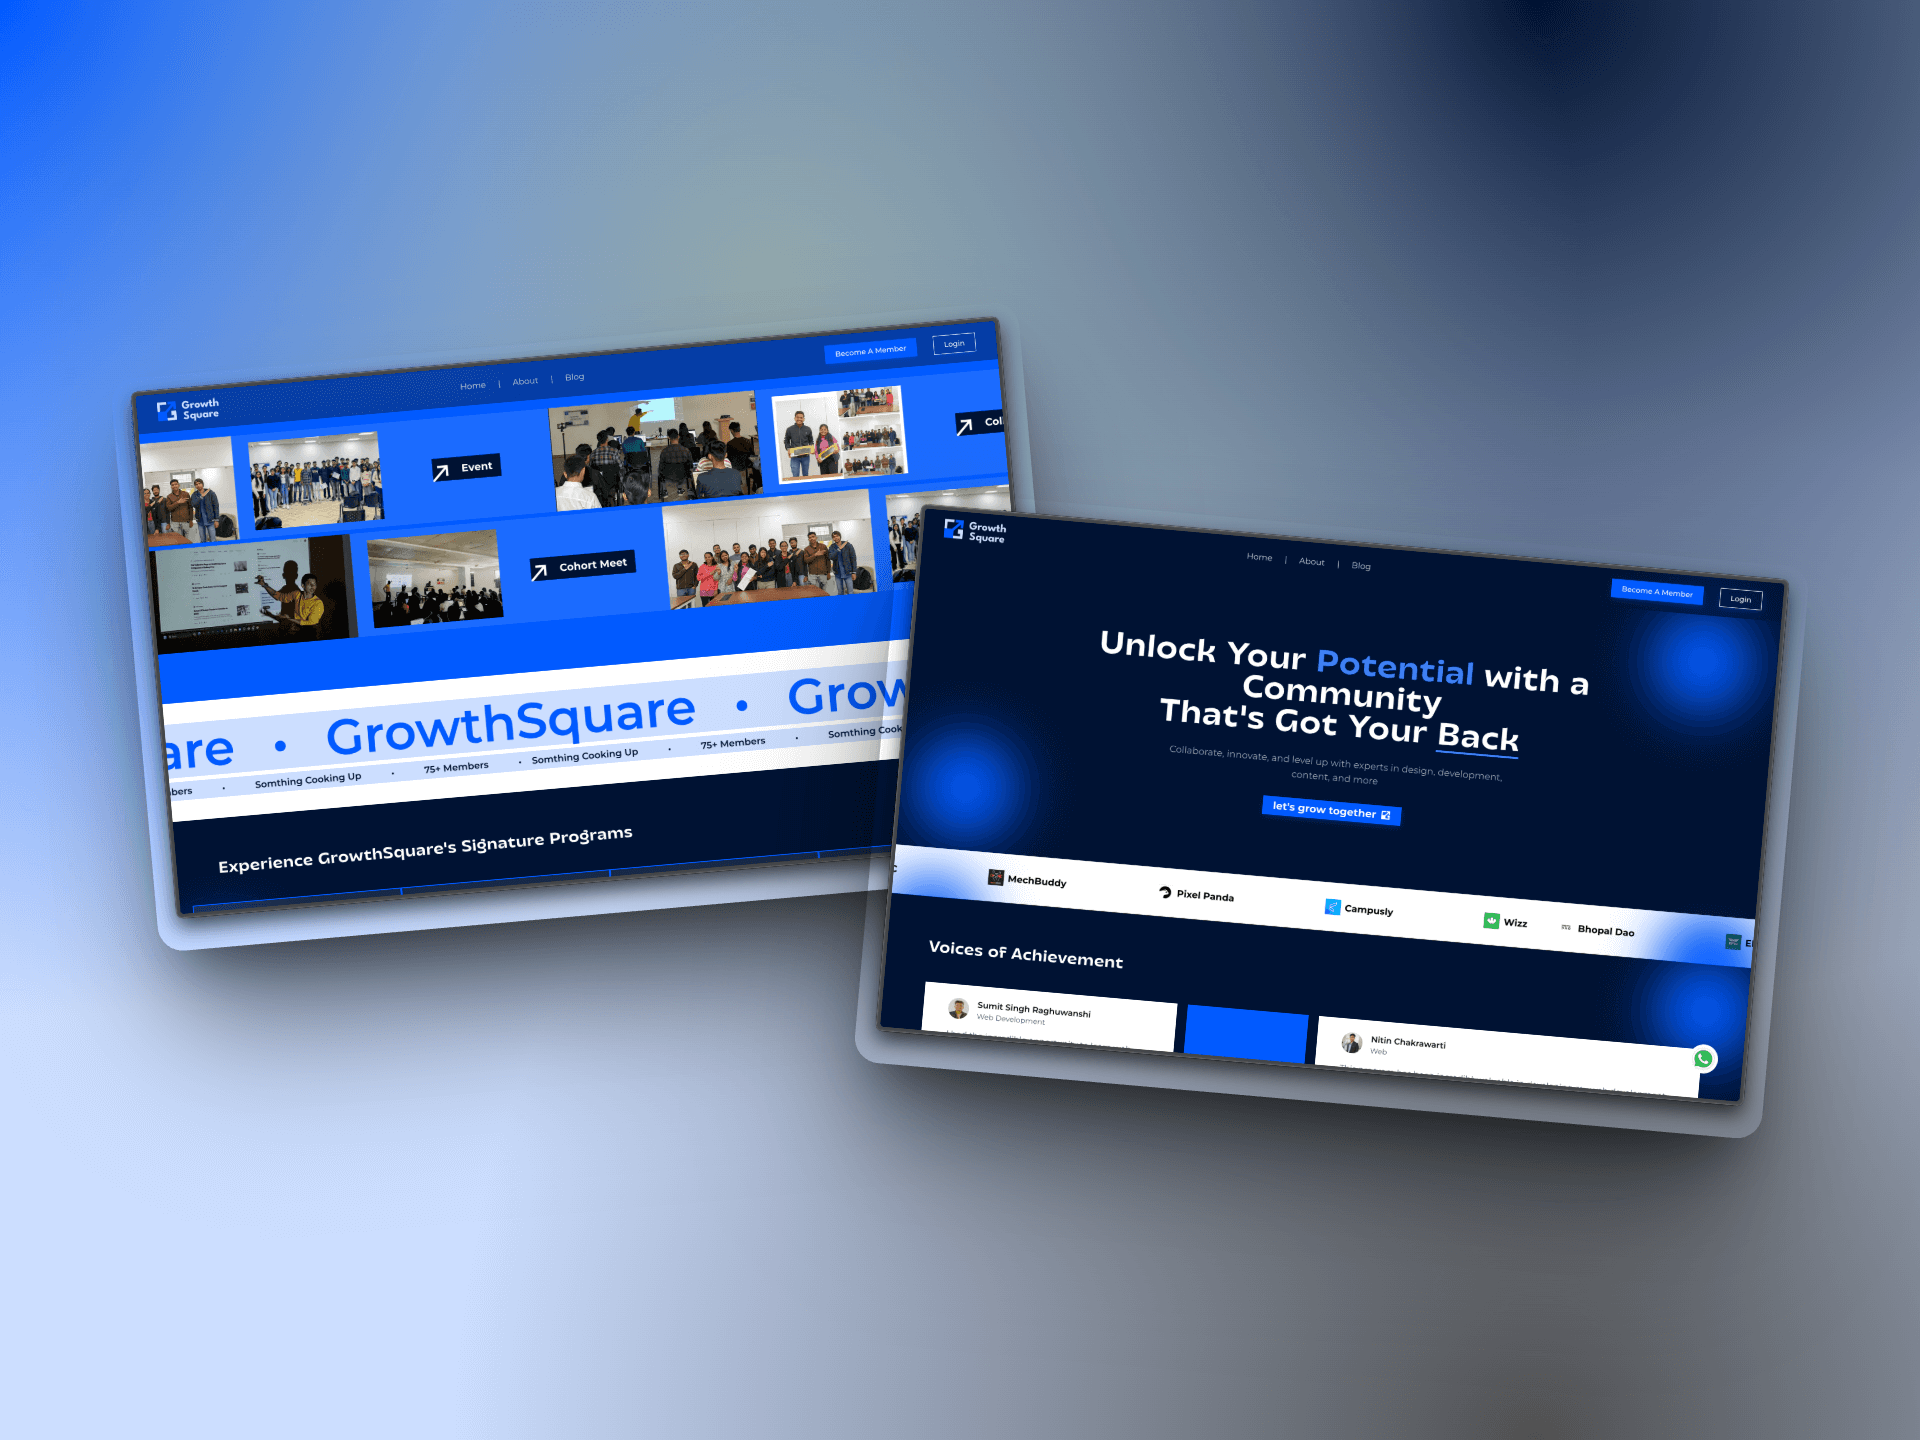 Growth
Square
Home | About | Blog
Become A Member
Login
Event
Col
Cohort Meet
are • GrowthSquare • Grow
bers • Somthing Cooking Up • 75+ Members • Somthing Cooking Up • 75+ Members • Somthing Cook
Experience GrowthSquare's Signature Programs
Growth
Square
Home | About | Blog
Become A Member
Login
Unlock Your Potential with a
Community
That's Got Your Back
Collaborate, innovate, and level up with experts in design, development,
content, and more
let's grow together
MechBuddy
Pixel Panda
Campusly
Wizz
m Bhopal Dao
Voices of Achievement
Sumit Singh Raghuwanshi
Web Development
Nitin Chakrawarti
Web